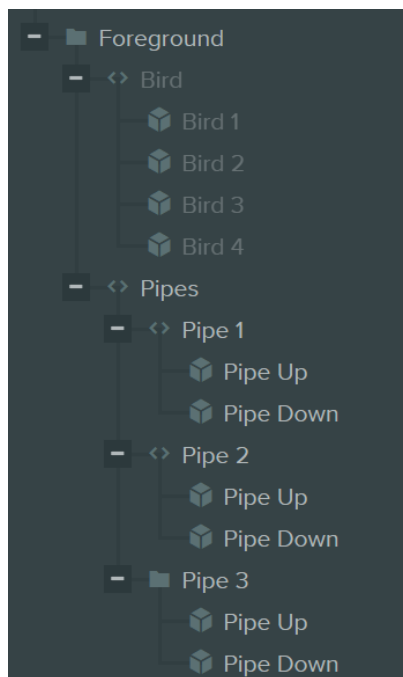 Foreground
Bird
Bird 1
Bird 2
Bird 3
Bird 4
Pipes
Pipe 1
Pipe Up
Pipe Down
Pipe 2
Pipe Up
Pipe Down
Pipe 3
Pipe Up
Pipe Down